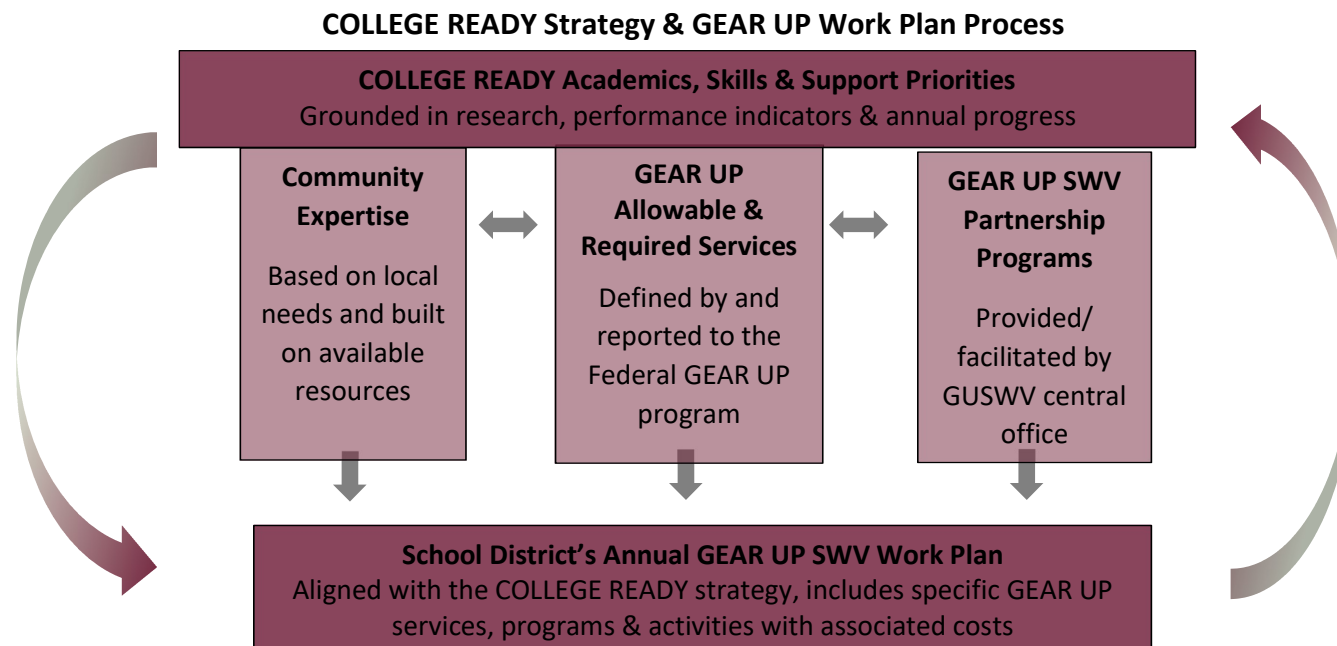 COLLEGE READY Strategy & GEAR UP Work Plan Process
COLLEGE READY Academics, Skills & Support Priorities
Grounded in research, performance indicators & annual progress
Community
Expertise
Based on local
needs and built
on available
resources
GEAR UP
Allowable &
Required Services
Defined by and
reported to the
Federal GEAR UP
program
GEAR UP SWV
Partnership
Programs
Provided/
facilitated by
GUSWV central
office
School District’s Annual GEAR UP SWV Work Plan
Aligned with the COLLEGE READY strategy, includes specific GEAR UP
services, programs & activities with associated costs